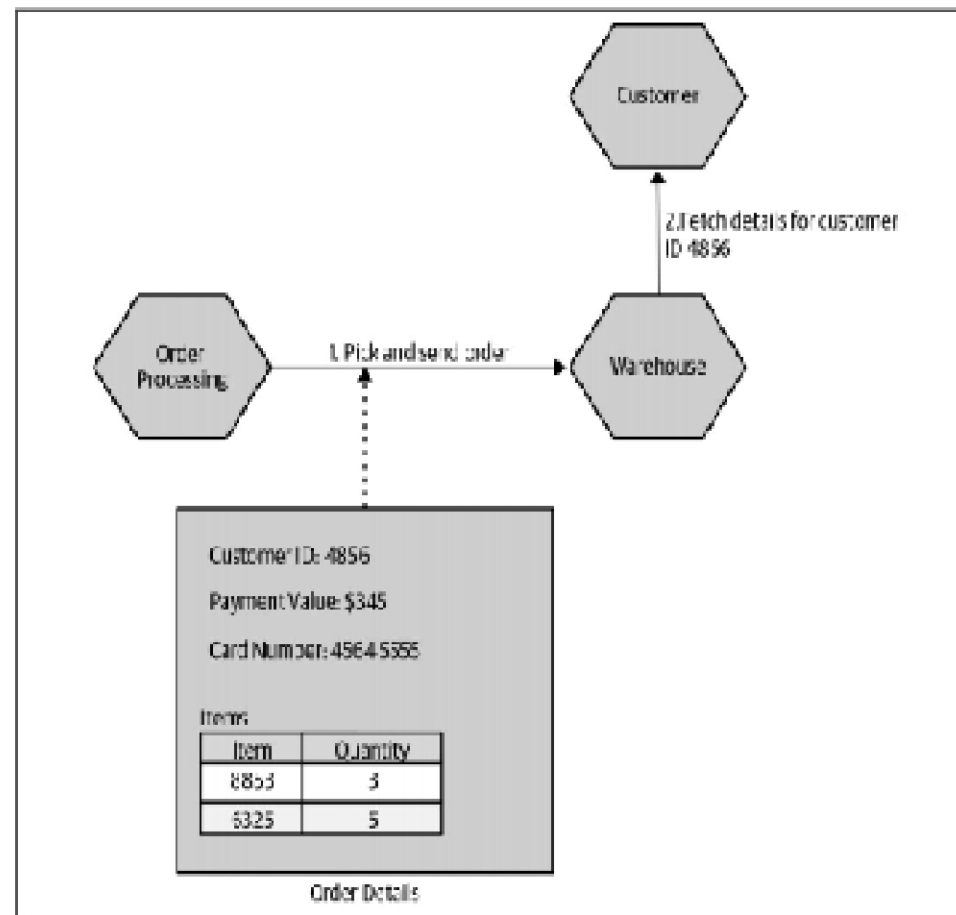 Customer
2. Fetch details for customer
ID 4856
Order
Processing
1. Pick and send order
Warehouse
Customer ID: 4856
Payment Value: $345
Card Number: 4564-5555
Items
Item Quantity
8853 3
6325 5
Order Details